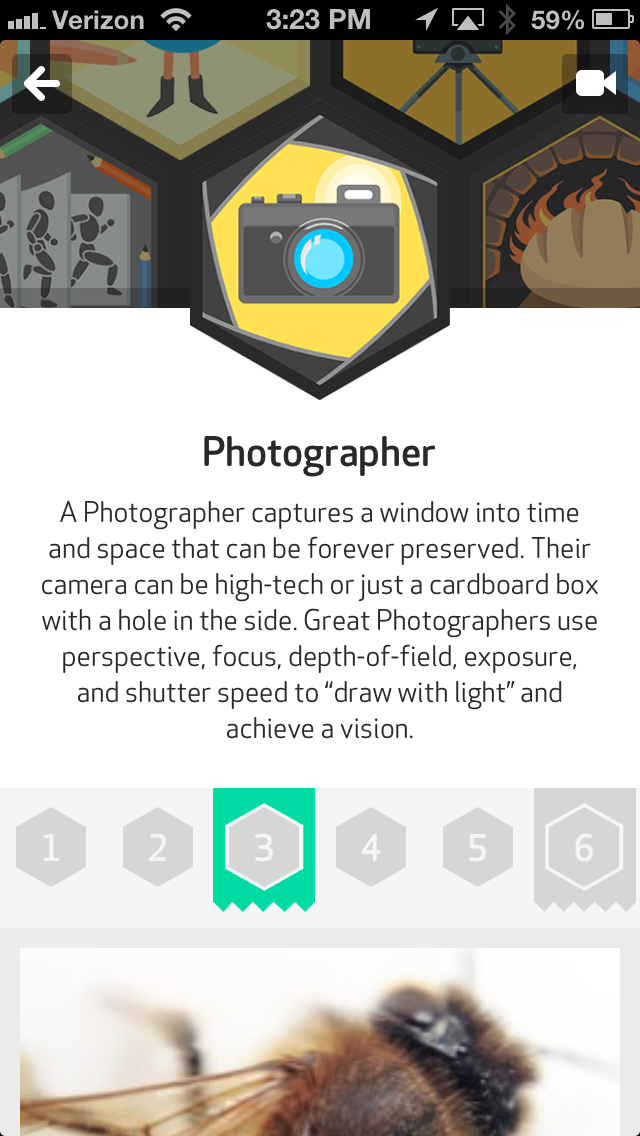 Verizon 3:23 PM 59%
Photographer
A Photographer captures a window into time
and space that can be forever preserved. Their
camera can be high-tech or just a cardboard box
with a hole in the side. Great Photographers use
perspective, focus, depth-of-field, exposure,
and shutter speed to “draw with light” and
achieve a vision.
1 2 3 4 5 6